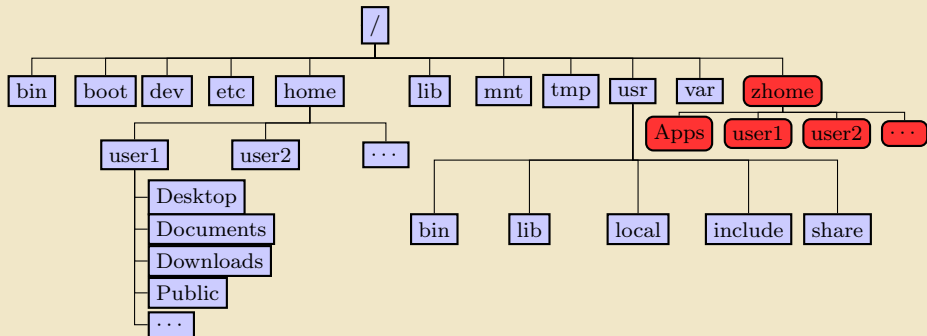 /
bin boot dev etc home lib mnt tmp usr var zhome
Apps user1 user2 ...
user1 user2 ...
Desktop
bin lib local include share
Documents
Downloads
Public
...